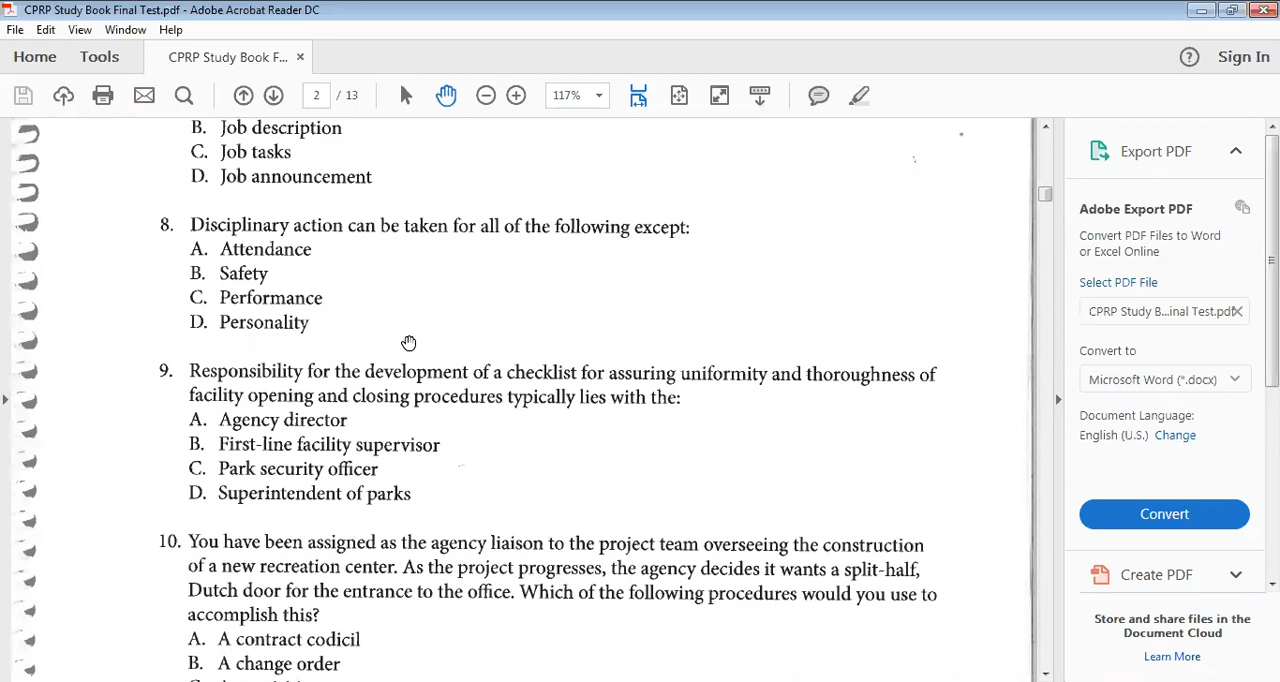 CPRP Study Book Final Test.pdf - Adobe Acrobat Reader DC
File Edit View Window Help
Home Tools CPRP Study Book F... × Sign In
2 / 13 117%
B. Job description
C. Job tasks
D. Job announcement
8. Disciplinary action can be taken for all of the following except:
A. Attendance
B. Safety
C. Performance
D. Personality
9. Responsibility for the development of a checklist for assuring uniformity and thoroughness of
facility opening and closing procedures typically lies with the:
A. Agency director
B. First-line facility supervisor
C. Park security officer
D. Superintendent of parks
10. You have been assigned as the agency liaison to the project team overseeing the construction
of a new recreation center. As the project progresses, the agency decides it wants a split-half,
Dutch door for the entrance to the office. Which of the following procedures would you use to
accomplish this?
A. A contract codicil
B. A change order
Export PDF
Adobe Export PDF
Convert PDF Files to Word
or Excel Online
Select PDF File
CPRP Study B...inal Test.pdf
Convert to
Microsoft Word (*.docx)
Document Language:
English (U.S.) Change
Convert
Create PDF
Store and share files in the
Document Cloud
Learn More